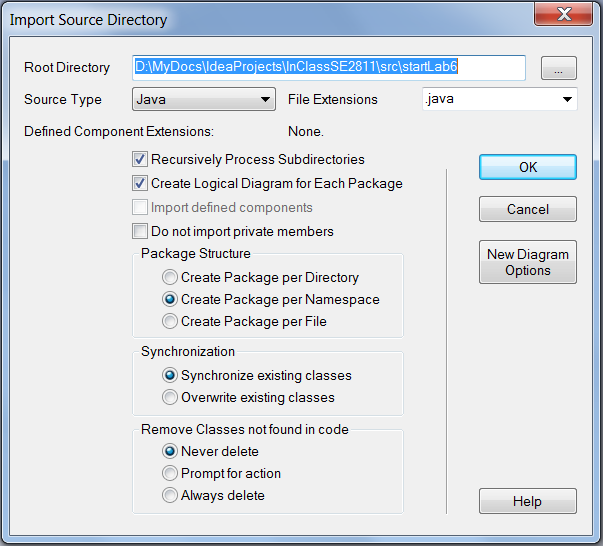 Import Source Directory
Root Directory D:\MyDocs\IdeaProjects\InClassSE2811\src\startLab6 ...
Source Type Java File Extensions .java
Defined Component Extensions: None.
Recursively Process Subdirectories
OK
Create Logical Diagram for Each Package
Import defined components
Cancel
Do not import private members
Package Structure
New Diagram
Options
Create Package per Directory
Create Package per Namespace
Create Package per File
Synchronization
Synchronize existing classes
Overwrite existing classes
Remove Classes not found in code
Never delete
Prompt for action
Always delete
Help